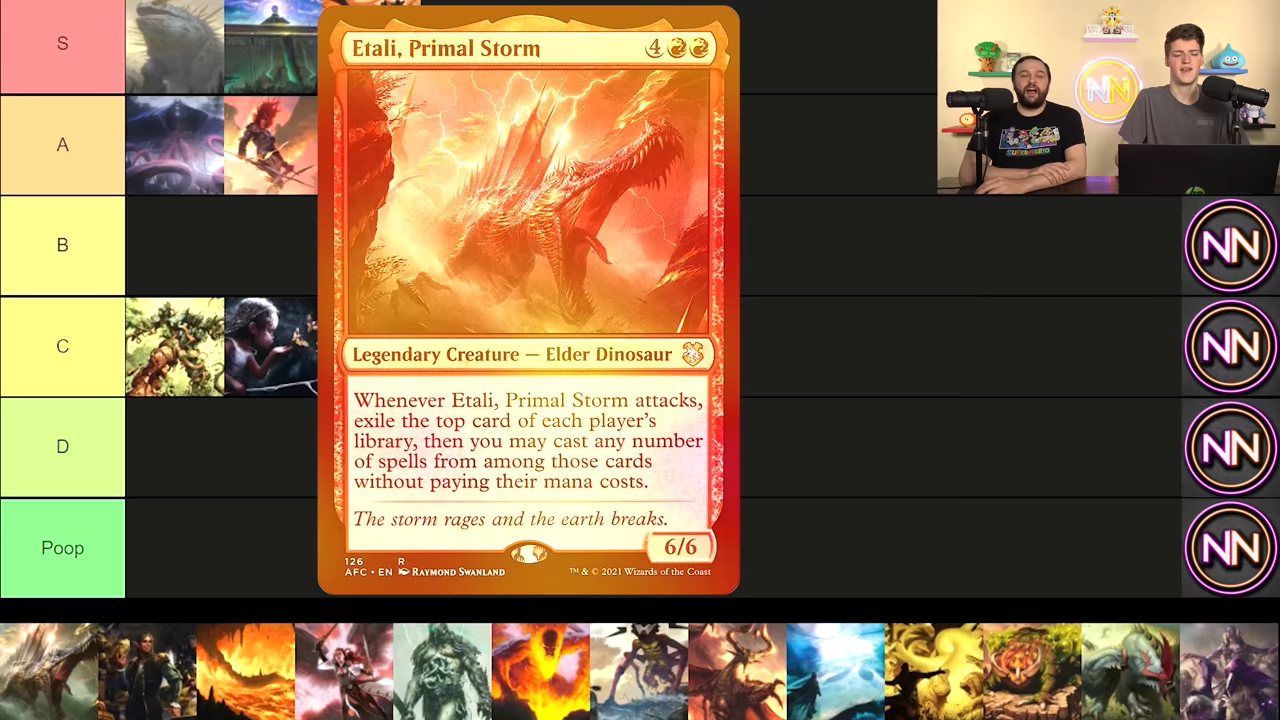 S
A
B
C
D
Poop
Etali, Primal Storm
4
Legendary Creature — Elder Dinosaur
Whenever Etali, Primal Storm attacks,
exile the top card of each player's
library, then you may cast any number
of spells from among those cards
without paying their mana costs.
The storm rages and the earth breaks.
6/6
126 R
AFC • EN Raymond Swanland
™ & © 2021 Wizards of the Coast
NN
SUPER MARIO
NN
NN
NN
NN